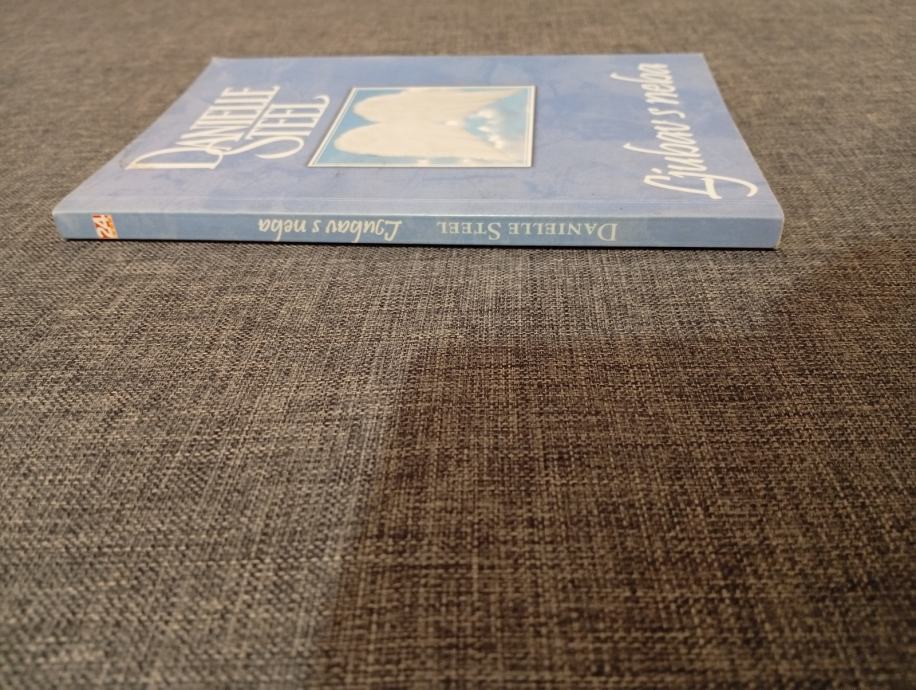 DANIELLE
STEEL
Ljubav s neba
DANIELLE STEEL
Ljubav s neba
24